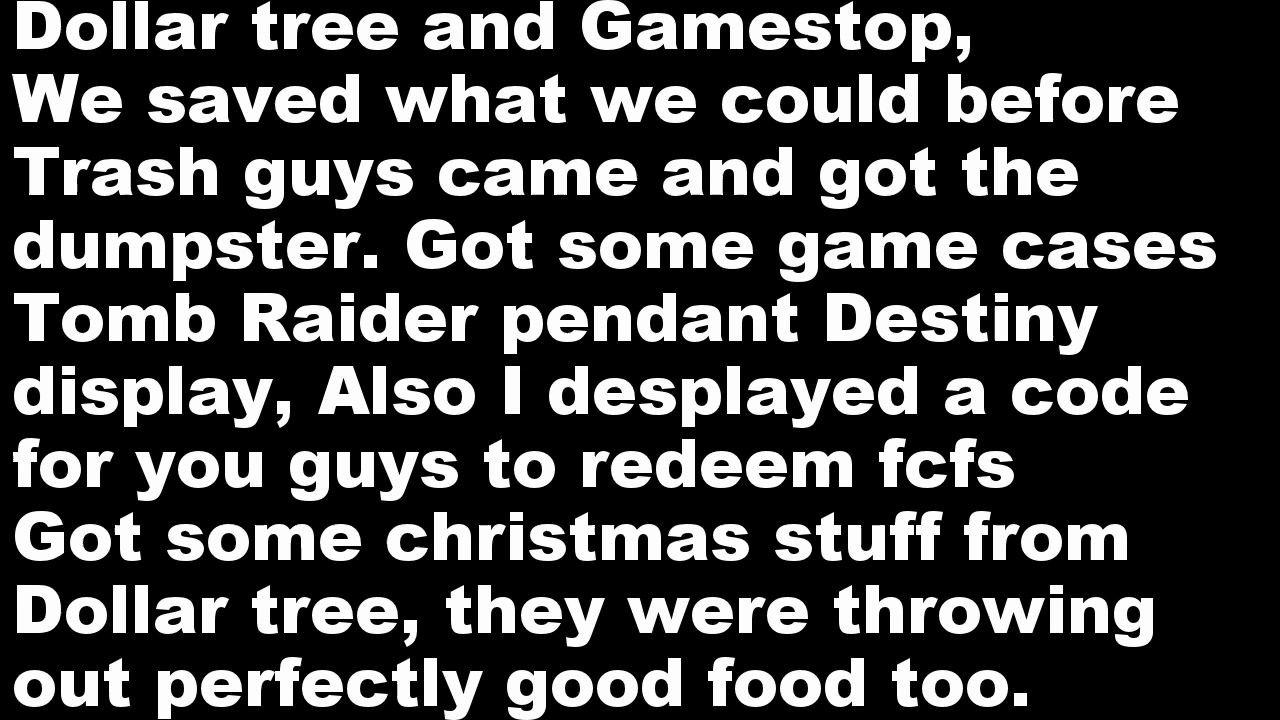 Dollar tree and Gamestop,
We saved what we could before
Trash guys came and got the
dumpster. Got some game cases
Tomb Raider pendant Destiny
display, Also I desplayed a code
for you guys to redeem fcfs
Got some christmas stuff from
Dollar tree, they were throwing
out perfectly good food too.